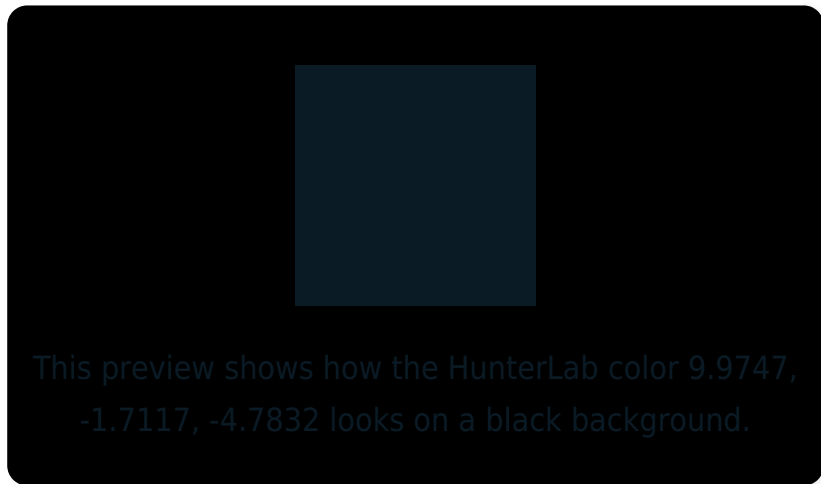 This preview shows how the HunterLab color 9.9747,
-1.7117, -4.7832 looks on a black background.